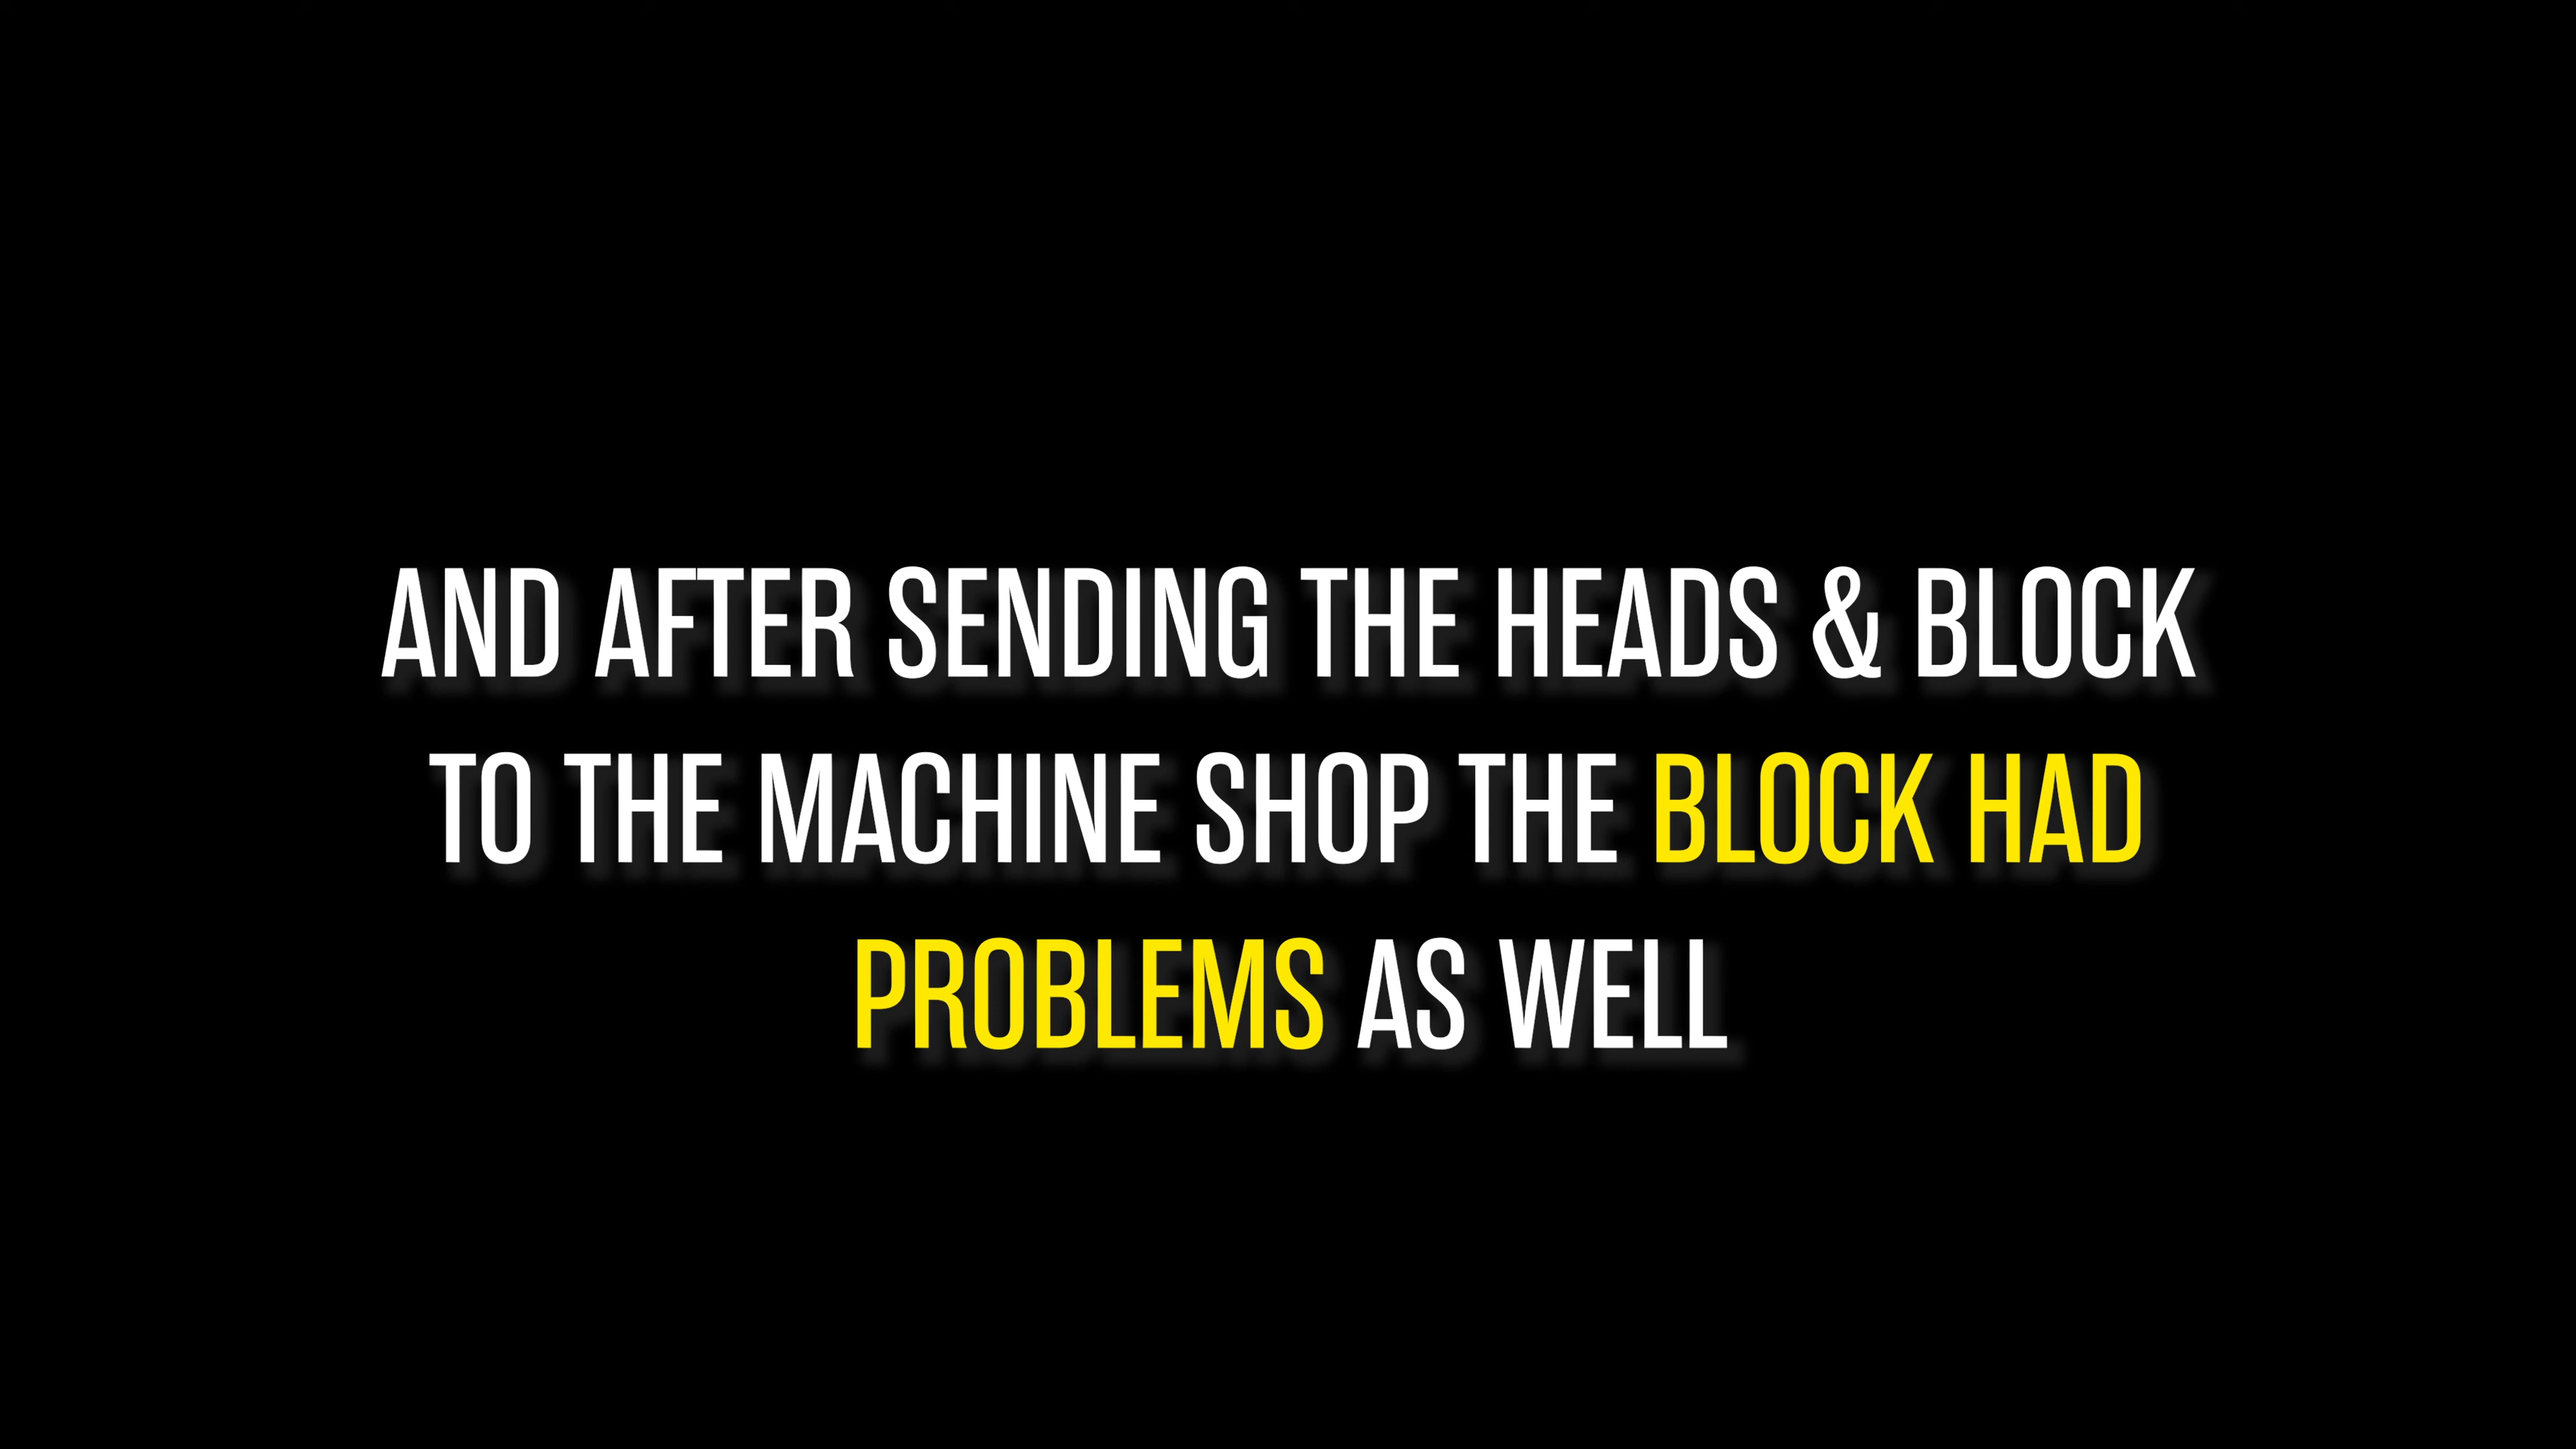 AND AFTER SENDING THE HEADS & BLOCK
TO THE MACHINE SHOP THE BLOCK HAD
PROBLEMS AS WELL